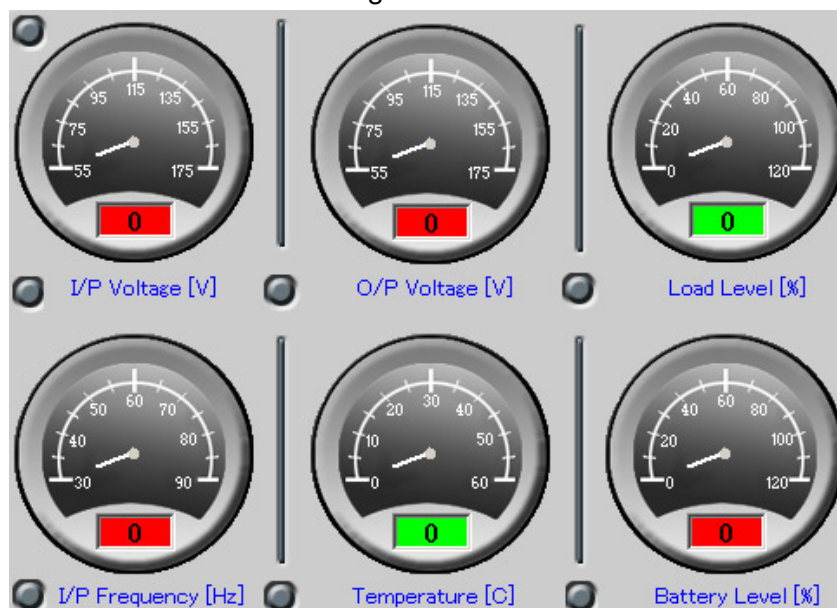 55 75 95 115 135 155 175
0
I/P Voltage [V]
55 75 95 115 135 155 175
0
O/P Voltage [V]
0 20 40 60 80 100 120
0
Load Level [%]
30 40 50 60 70 80 90
0
I/P Frequency [Hz]
0 10 20 30 40 50 60
0
Temperature [C]
0 20 40 60 80 100 120
0
Battery Level [%]